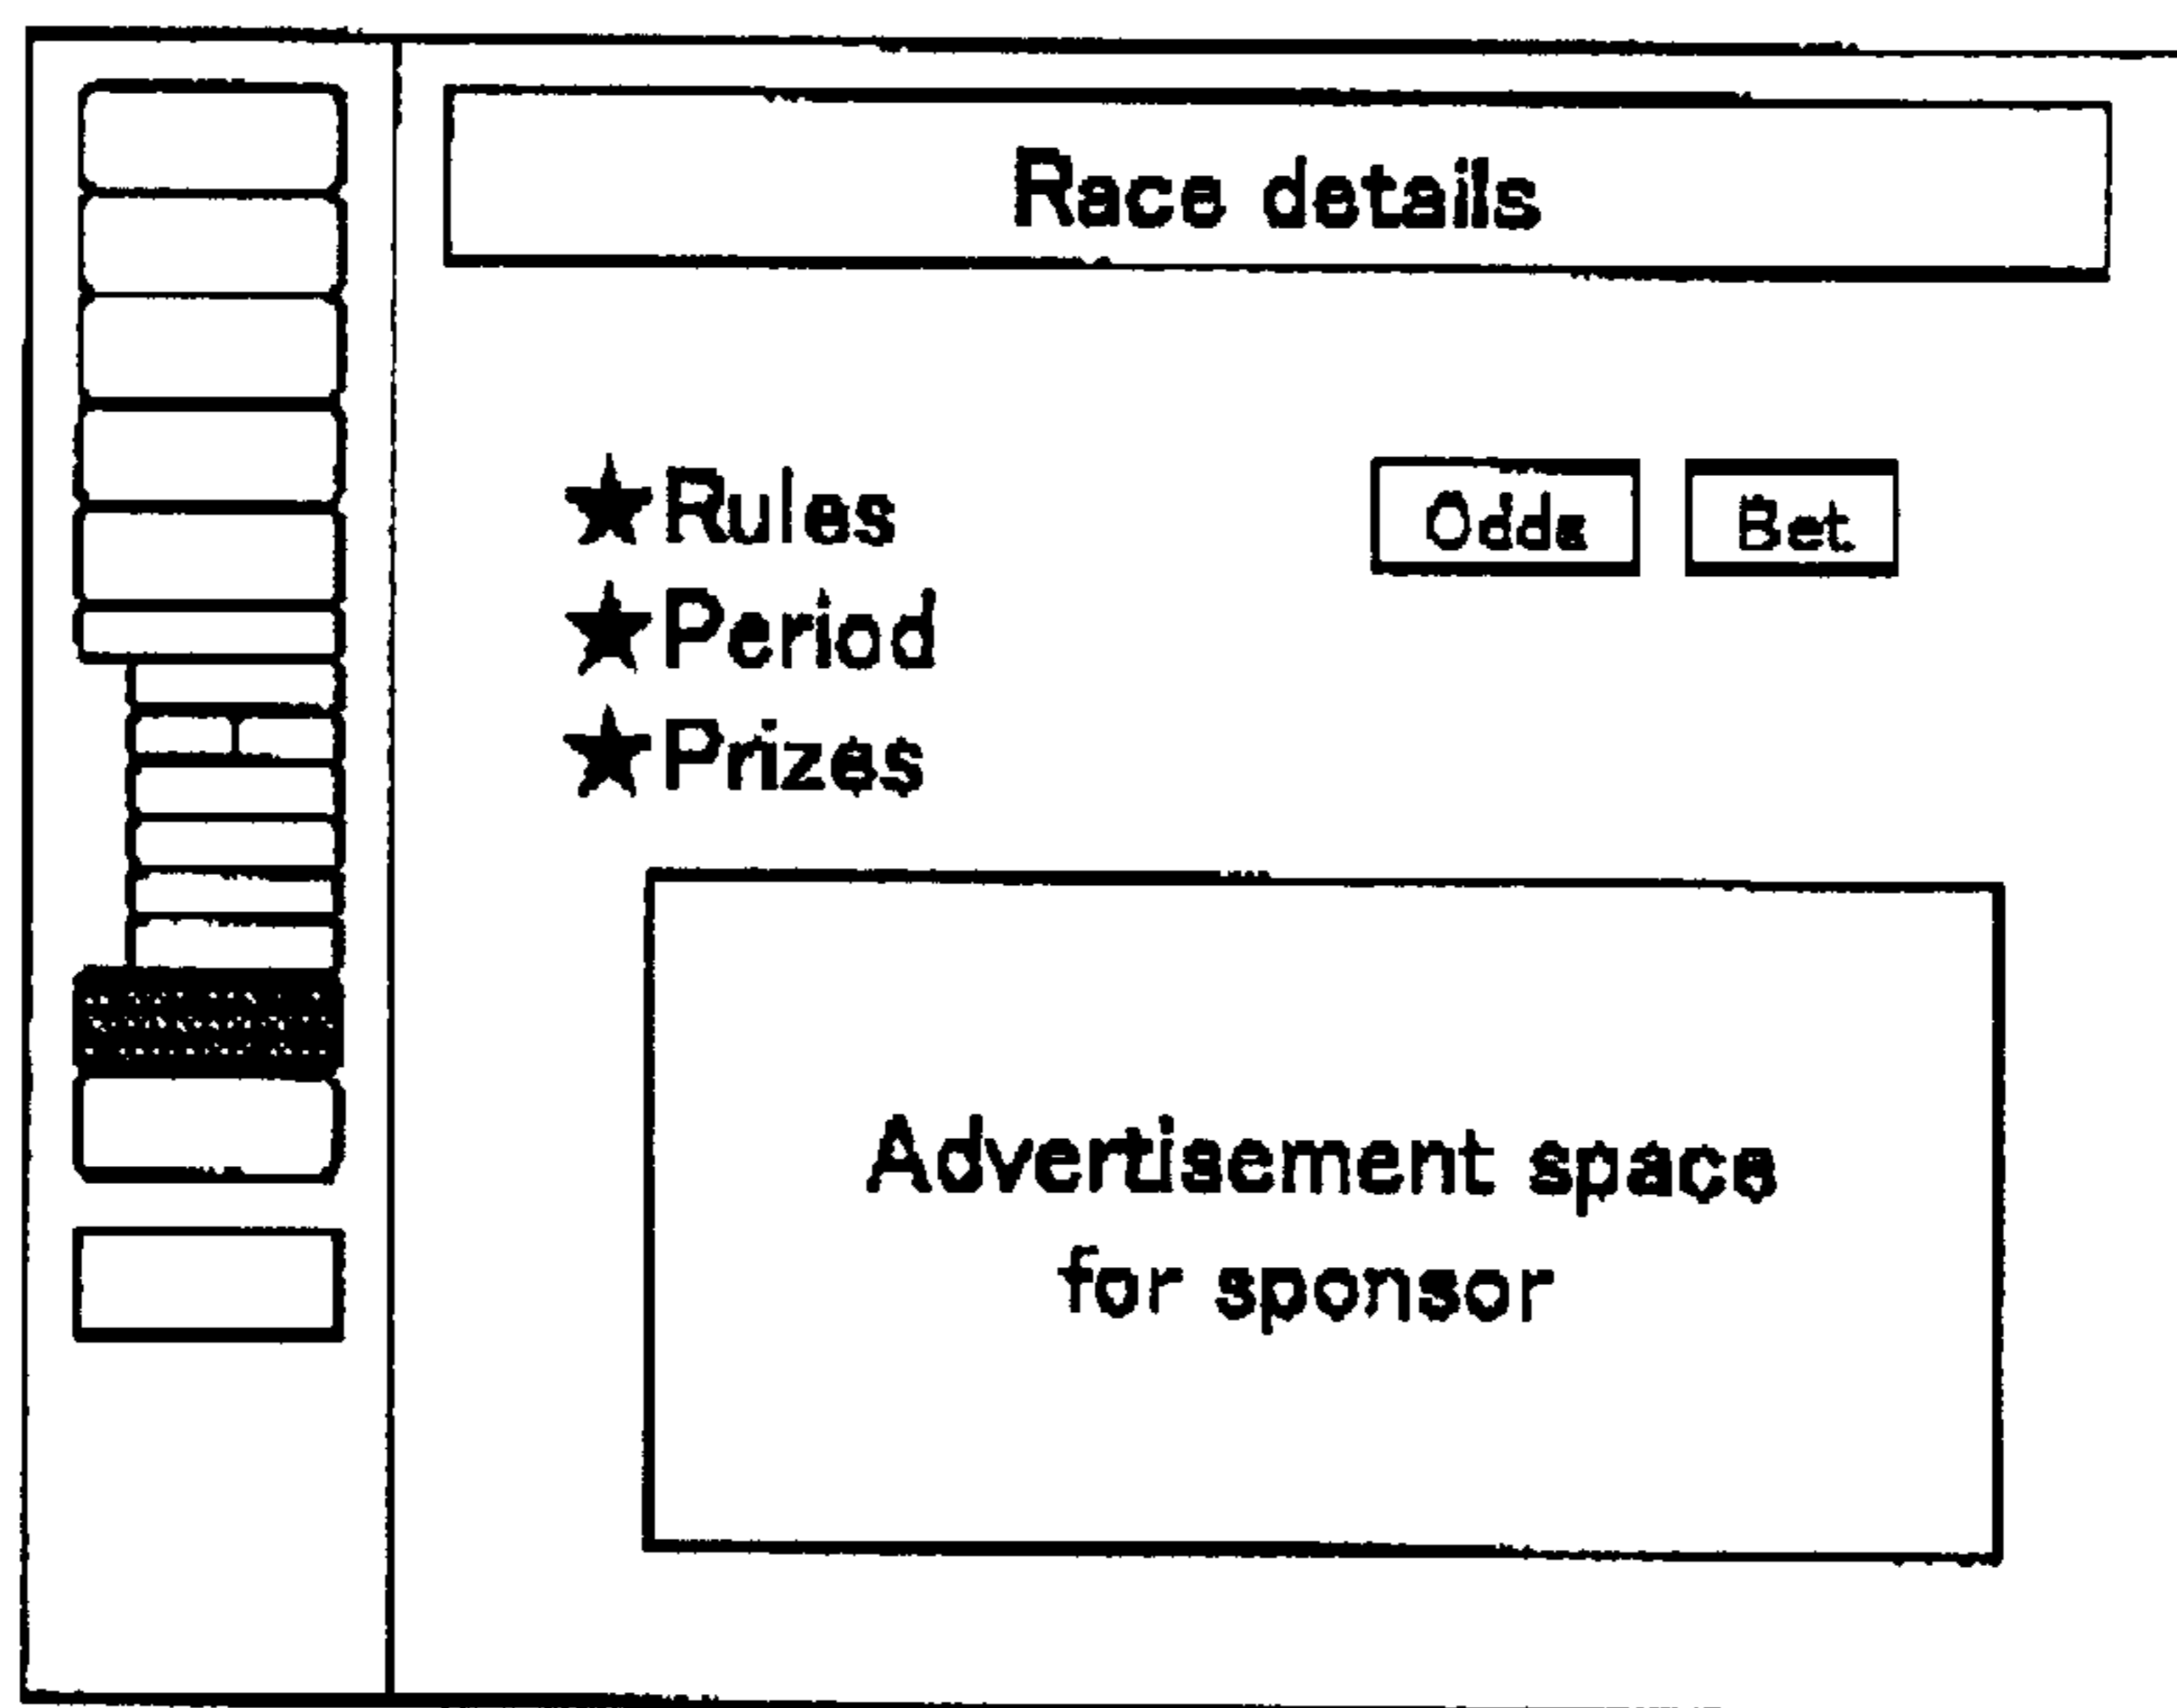 Race details
★Rules
Odds
Bet
★Period
★Prizes
Advertisement space
for sponsor